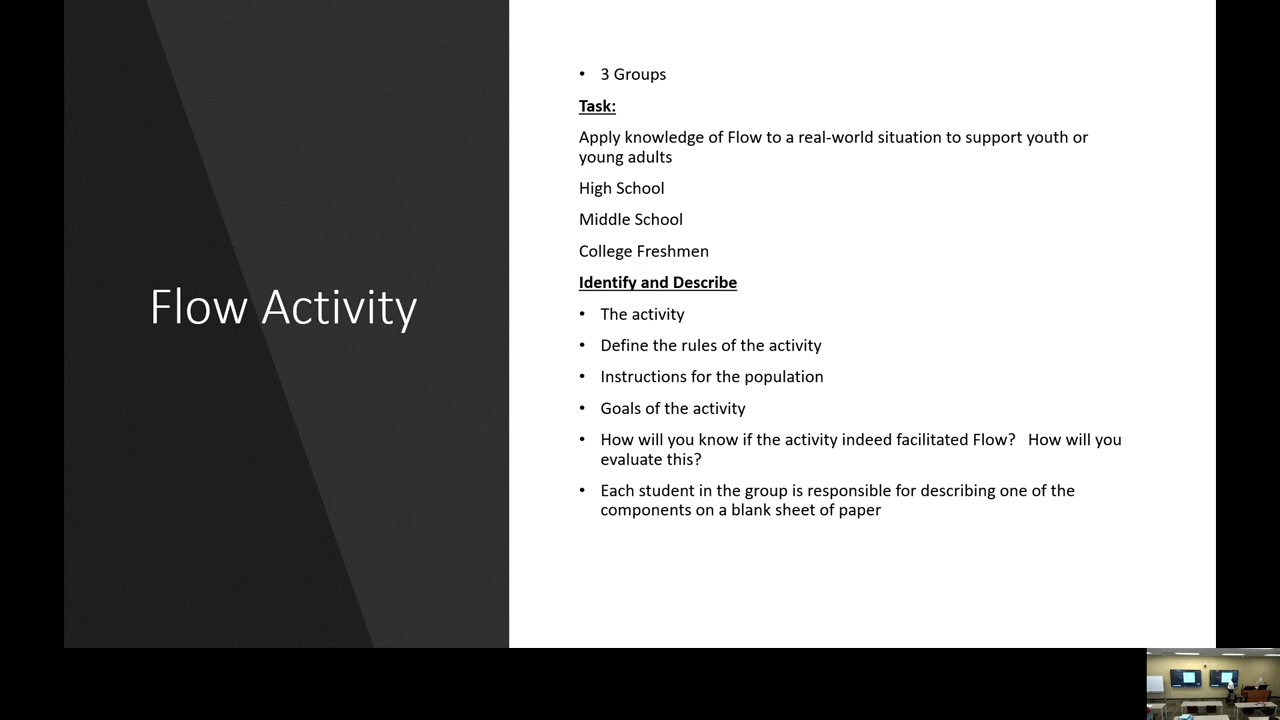 Flow Activity
• 3 Groups
Task:
Apply knowledge of Flow to a real-world situation to support youth or
young adults
High School
Middle School
College Freshmen
Identify and Describe
• The activity
• Define the rules of the activity
• Instructions for the population
• Goals of the activity
• How will you know if the activity indeed facilitated Flow?   How will you
evaluate this?
• Each student in the group is responsible for describing one of the
components on a blank sheet of paper